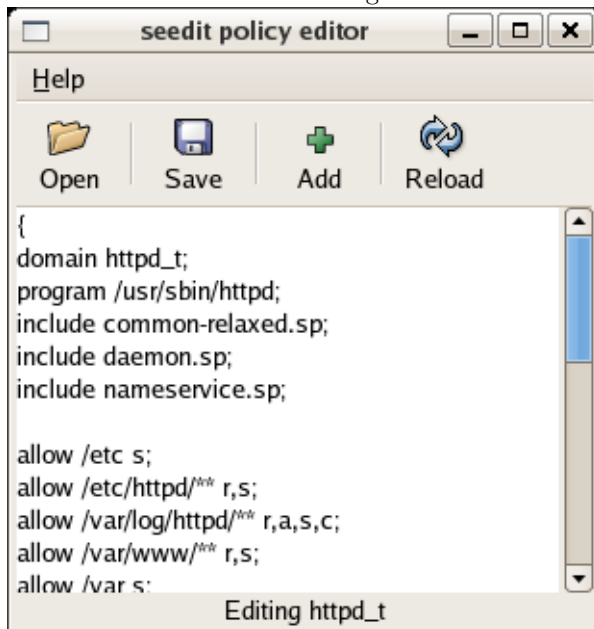 seedit policy editor
Help
Open Save Add Reload
{
domain httpd_t;
program /usr/sbin/httpd;
include common-relaxed.sp;
include daemon.sp;
include nameservice.sp;
allow /etc s;
allow /etc/httpd/** r,s;
allow /var/log/httpd/** r,a,s,c;
allow /var/www/** r,s;
allow /var s;
Editing httpd_t